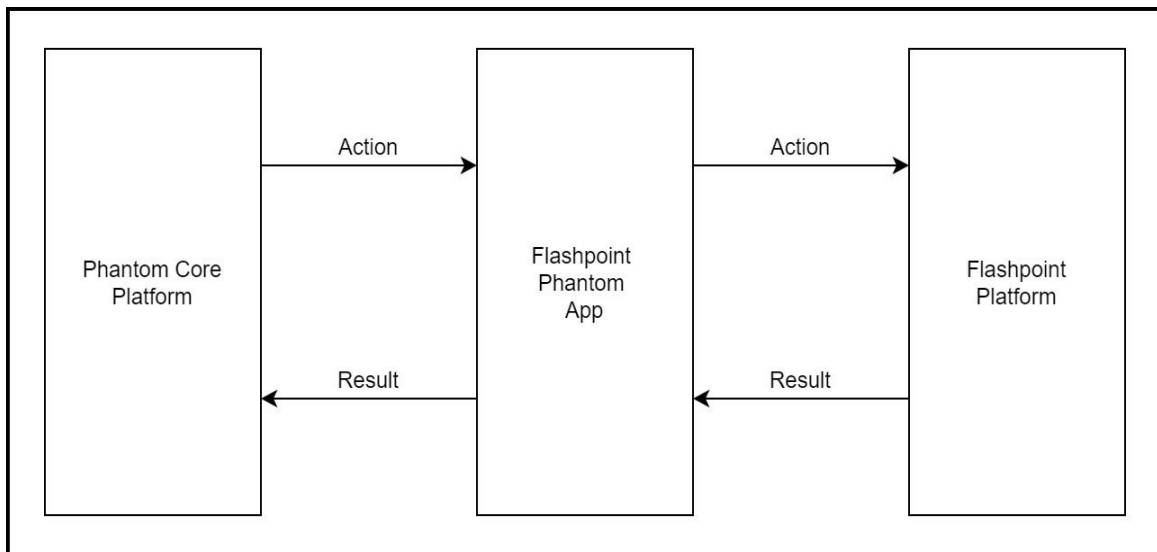 Action
Action
Phantom Core
Platform
Flashpoint
Phantom
App
Flashpoint
Platform
Result
Result